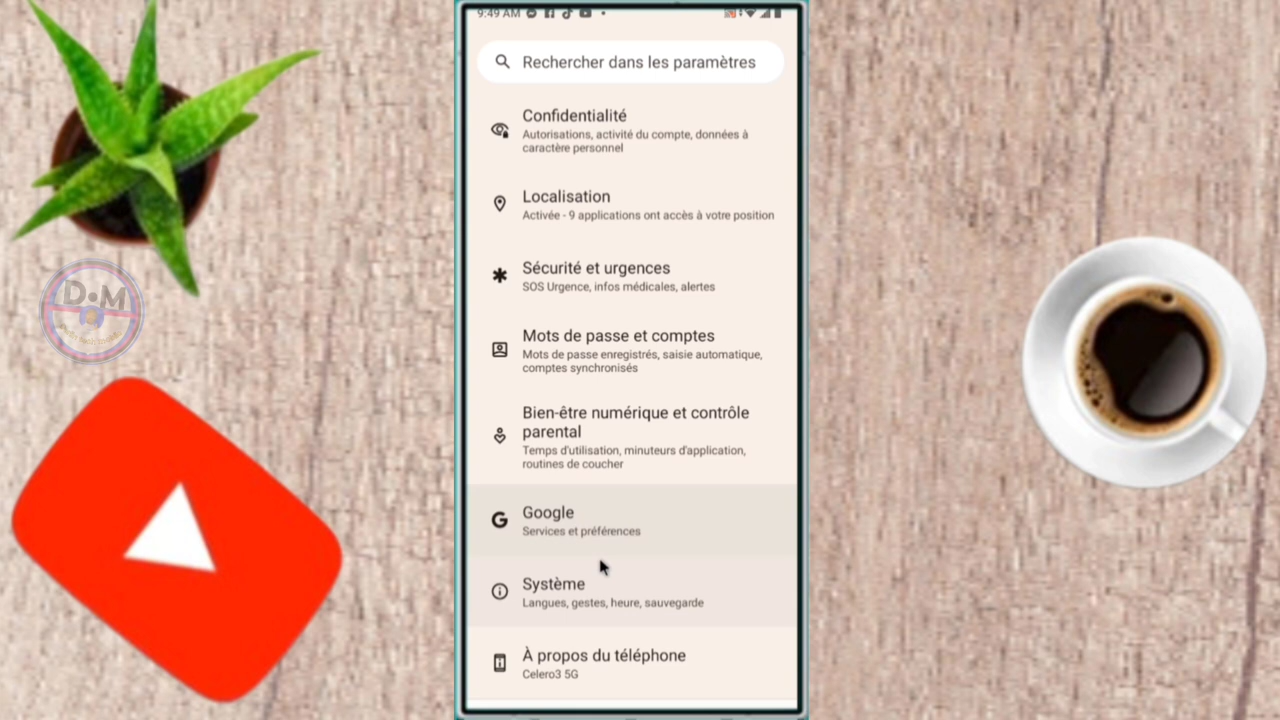 9:49 AM
Rechercher dans les paramètres
Confidentialité
Autorisations, activité du compte, données à
caractère personnel
Localisation
Activée - 9 applications ont accès à votre position
Sécurité et urgences
SOS Urgence, infos médicales, alertes
Mots de passe et comptes
Mots de passe enregistrés, saisie automatique,
comptes synchronisés
D•M
Bien-être numérique et contrôle
parental
Temps d'utilisation, minuteurs d'application,
routines de coucher
Google
Services et préférences
Système
Langues, gestes, heure, sauvegarde
À propos du téléphone
Celero3 5G